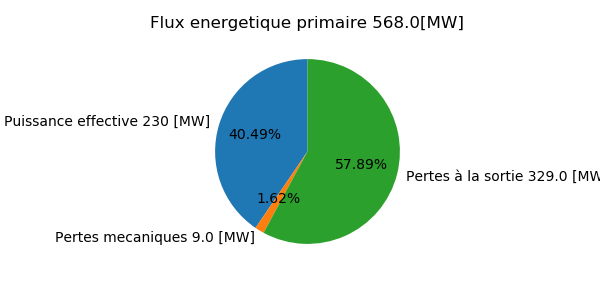 Flux energetique primaire 568.0[MW]
Puissance effective 230 [MW]
40.49%
57.89%
Pertes à la sortie 329.0 [MW
1.62%
Pertes mecaniques 9.0 [MW]